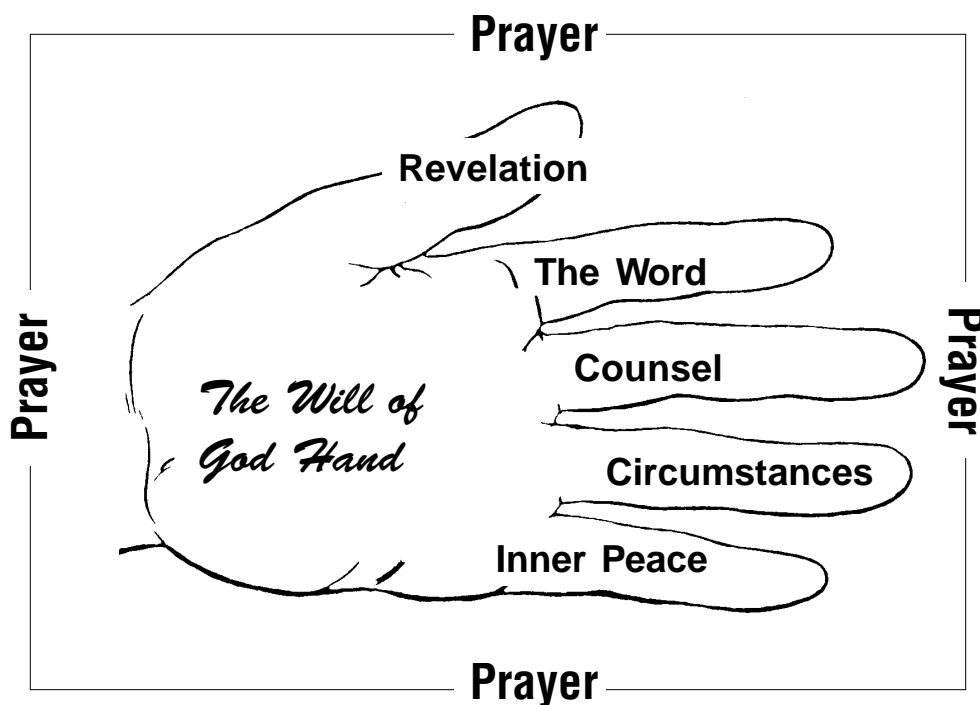 Prayer
Revelation
The Word
Prayer
Counsel
Prayer
The Will of
God Hand
Circumstances
Inner Peace
Prayer